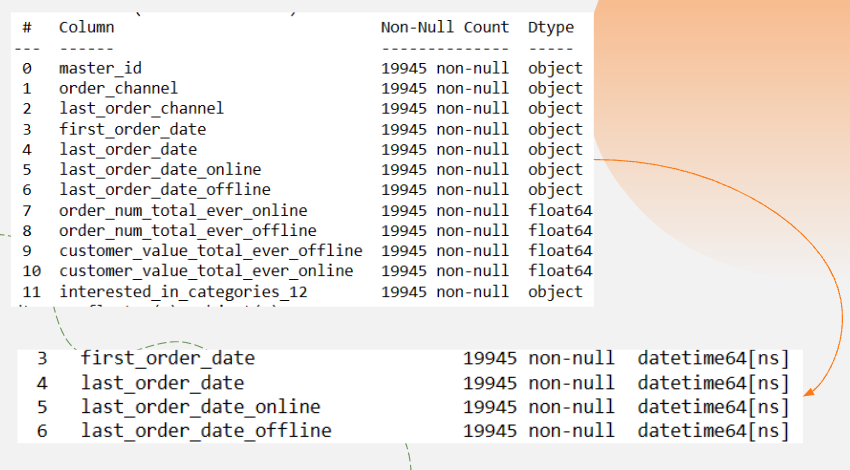 #   Column                             Non-Null Count  Dtype
---  ------                             --------------  -----
0   master_id                          19945 non-null  object
1   order_channel                      19945 non-null  object
2   last_order_channel                 19945 non-null  object
3   first_order_date                   19945 non-null  object
4   last_order_date                    19945 non-null  object
5   last_order_date_online             19945 non-null  object
6   last_order_date_offline            19945 non-null  object
7   order_num_total_ever_online        19945 non-null  float64
8   order_num_total_ever_offline       19945 non-null  float64
9   customer_value_total_ever_offline  19945 non-null  float64
10  customer_value_total_ever_online   19945 non-null  float64
11  interested_in_categories_12        19945 non-null  object
3   first_order_date                   19945 non-null  datetime64[ns]
4   last_order_date                    19945 non-null  datetime64[ns]
5   last_order_date_online             19945 non-null  datetime64[ns]
6   last_order_date_offline            19945 non-null  datetime64[ns]